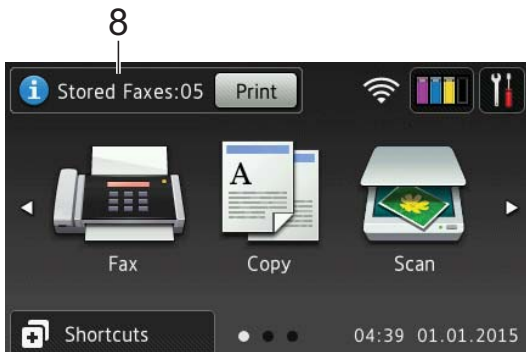 8
Stored Faxes:05 Print
A
Fax Copy Scan
Shortcuts 04:39 01.01.2015